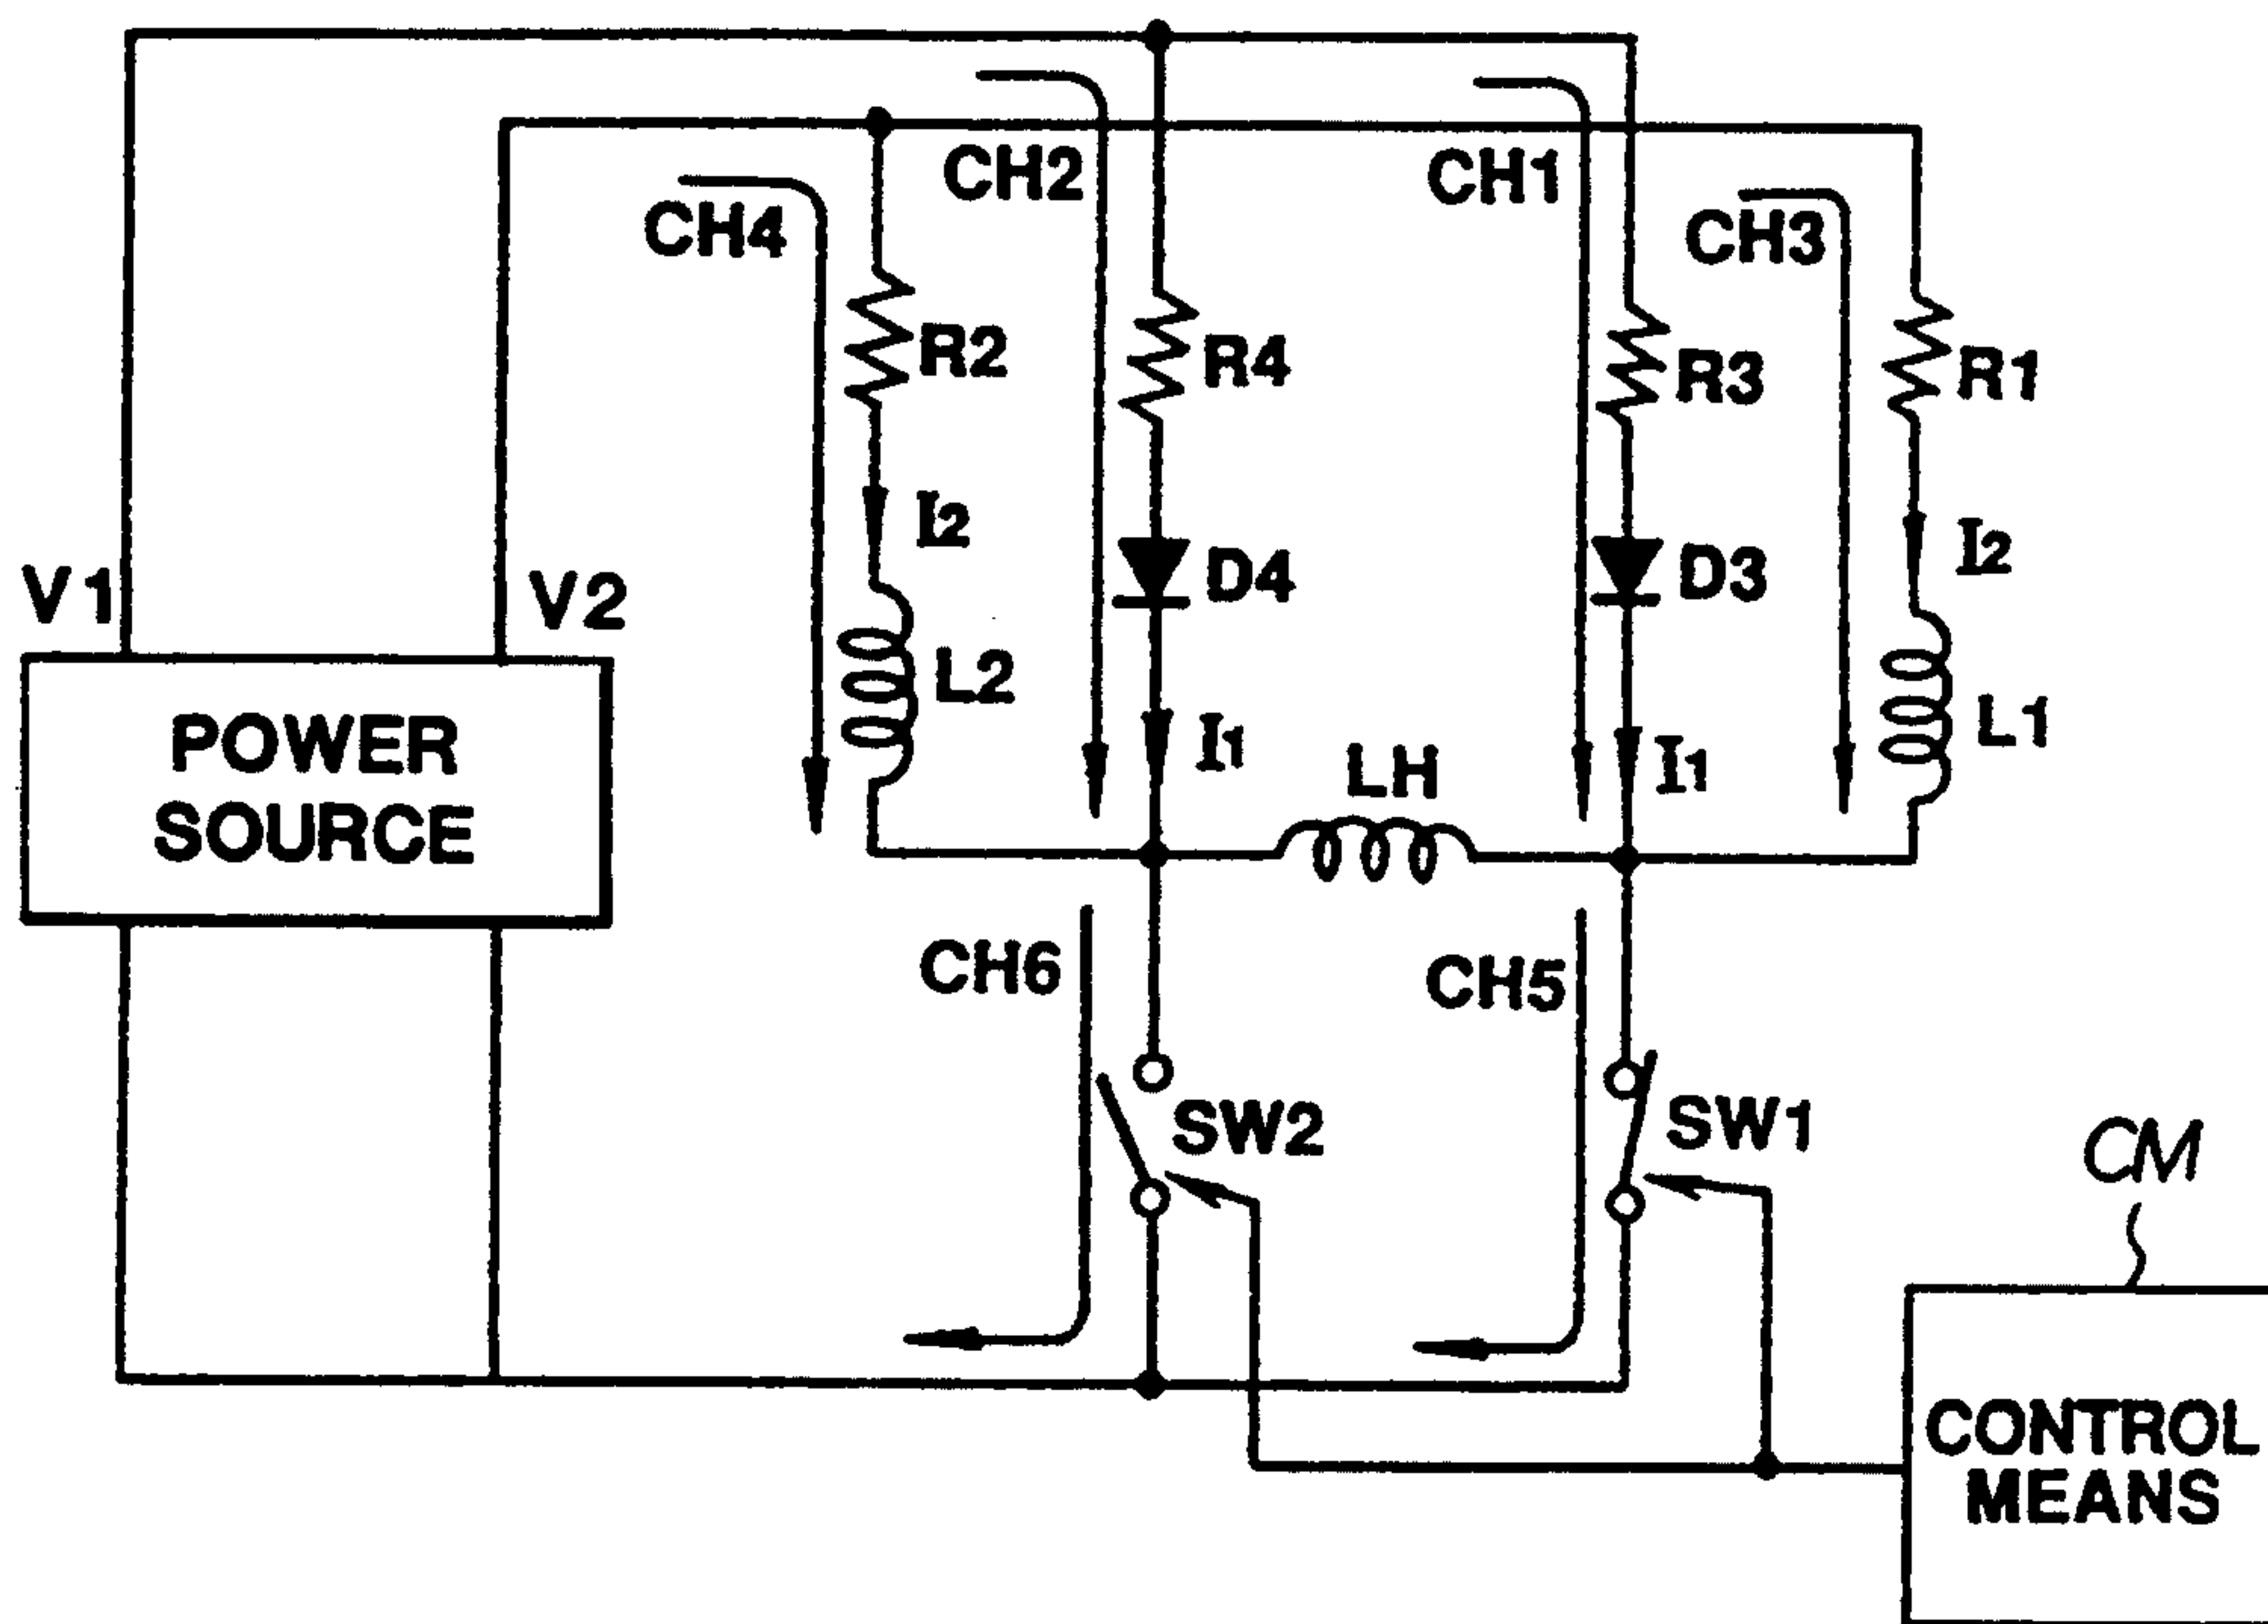 CH2
CH1
CH4
CH3
R2
R4
R3
R1
I2
I2
D4
D3
V1
V2
L2
L1
I1
LH
I1
POWER
SOURCE
CH6
CH5
SW2
SW1
CM
CONTROL
MEANS